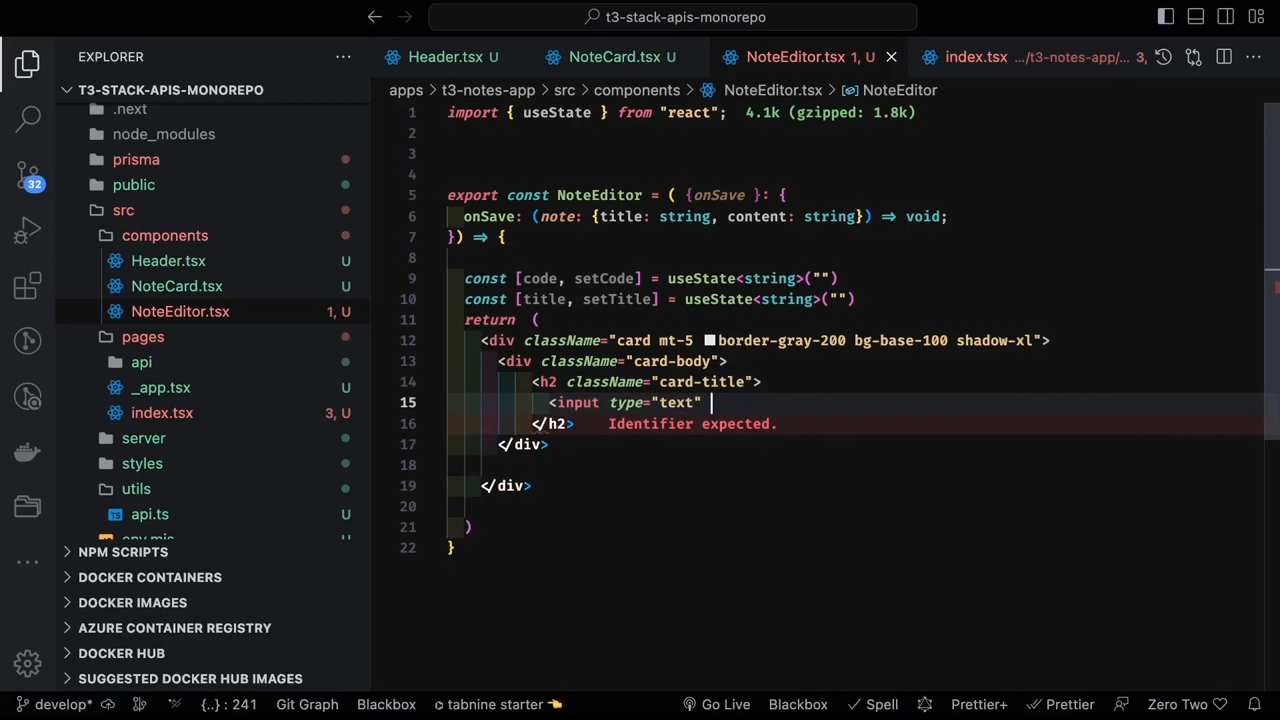 t3-stack-apis-monorepo
EXPLORER
Header.tsx U
NoteCard.tsx U
NoteEditor.tsx 1, U
index.tsx .../t3-notes-app/... 3,
T3-STACK-APIS-MONOREPO
apps > t3-notes-app > src > components > NoteEditor.tsx > NoteEditor
.next
node_modules
prisma
public
src
components
Header.tsx U
NoteCard.tsx U
NoteEditor.tsx 1, U
pages
api
_app.tsx U
index.tsx 3, U
server
styles
utils
api.ts U
NPM SCRIPTS
DOCKER CONTAINERS
DOCKER IMAGES
AZURE CONTAINER REGISTRY
DOCKER HUB
SUGGESTED DOCKER HUB IMAGES
32
1 import { useState } from "react"; 4.1k (gzipped: 1.8k)
2
3
4
5 export const NoteEditor = ( {onSave }: {
6 onSave: (note: {title: string, content: string}) => void;
7 }) => {
8
9 const [code, setCode] = useState<string>("")
10 const [title, setTitle] = useState<string>("")
11 return (
12 <div className="card mt-5 border-gray-200 bg-base-100 shadow-xl">
13 <div className="card-body">
14 <h2 className="card-title">
15 <input type="text"
16 </h2> Identifier expected.
17 </div>
18
19 </div>
20
21 )
22 }
develop* {..} : 241 Git Graph Blackbox tabnine starter 👈 Go Live Blackbox Spell Prettier+ Prettier Zero Two